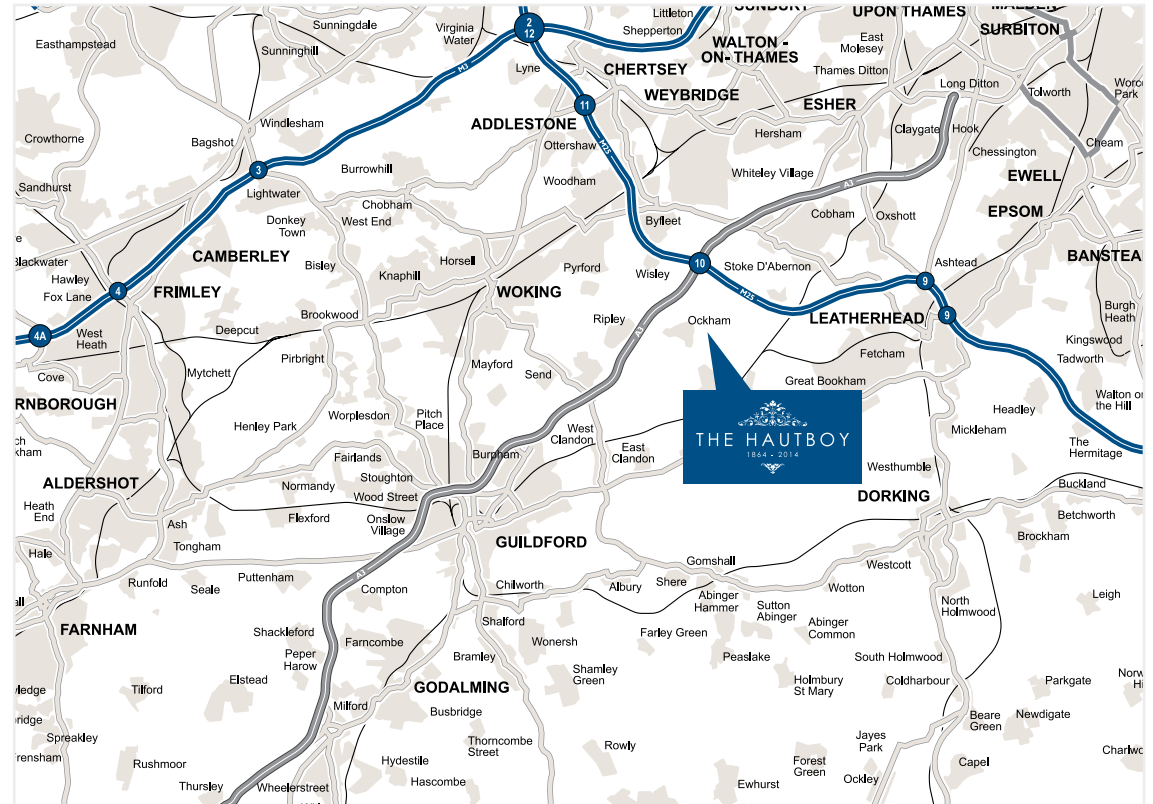 Littleton
SUNBURY
UPON THAMES
MALDEN
Sunningdale
Virginia
Water
2
12
Shepperton
SURBITON
Easthampstead
Sunninghill
WALTON -
ON- THAMES
East
Molesey
Lyne
CHERTSEY
Thames Ditton
Long Ditton
M3
WEYBRIDGE
ESHER
Tolworth
Worc
Park
11
Windlesham
ADDLESTONE
Hersham
Claygate
Hook
Crowthorne
Bagshot
M25
Ottershaw
Chessington
Cheam
3
Burrowhill
Woodham
Whiteley Village
EWELL
Sandhurst
Lightwater
A3
Chobham
Donkey
Town
West End
Byfleet
Cobham
Oxshott
EPSOM
re
CAMBERLEY
Horsell
Blackwater
Bisley
Knaphill
Pyrford
Wisley
10
Stoke D'Abernon
Ashtead
BANSTEA
Hawley
Fox Lane
4
FRIMLEY
WOKING
M25
9
Burgh
Heath
Brookwood
Ripley
A3
Ockham
LEATHERHEAD
9
4A
West
Heath
Deepcut
Kingswood
Pirbright
Fetcham
Tadworth
Cove
Mytchett
Mayford
Send
Great Bookham
RNBOROUGH
Walton on
the Hill
Worplesdon
Pitch
Place
THE HAUTBOY
1864 - 2014
Headley
Henley Park
West
Clandon
Mickleham
ch
kham
Fairlands
Burpham
East
Clandon
The
Hermitage
Stoughton
Westhumble
ALDERSHOT
Normandy
Wood Street
Buckland
Heath
End
DORKING
Ash
Flexford
Onslow
Village
Betchworth
Hale
Tongham
GUILDFORD
Brockham
Gomshall
Westcott
Runfold
Puttenham
A3
Seale
Compton
Chilworth
Albury
Shere
Wotton
all
Abinger
Hammer
Sutton
Abinger
North
Holmwood
Leigh
FARNHAM
Shackleford
Farncombe
Shalford
Wonersh
Farley Green
Abinger
Common
Peper
Harow
Bramley
Peaslake
South Holmwood
Shamley
Green
wledge
Tilford
Elstead
GODALMING
Holmbury
St Mary
Coldharbour
Parkgate
Norw
Hi
Milford
Busbridge
bridge
Beare
Green
Newdigate
Spreakley
Thorncombe
Street
Rowly
Jayes
Park
Frensham
Rushmoor
Hydestile
Forest
Green
Capel
Charlwo
Thursley
Wheelerstreet
Hascombe
Ewhurst
Ockley